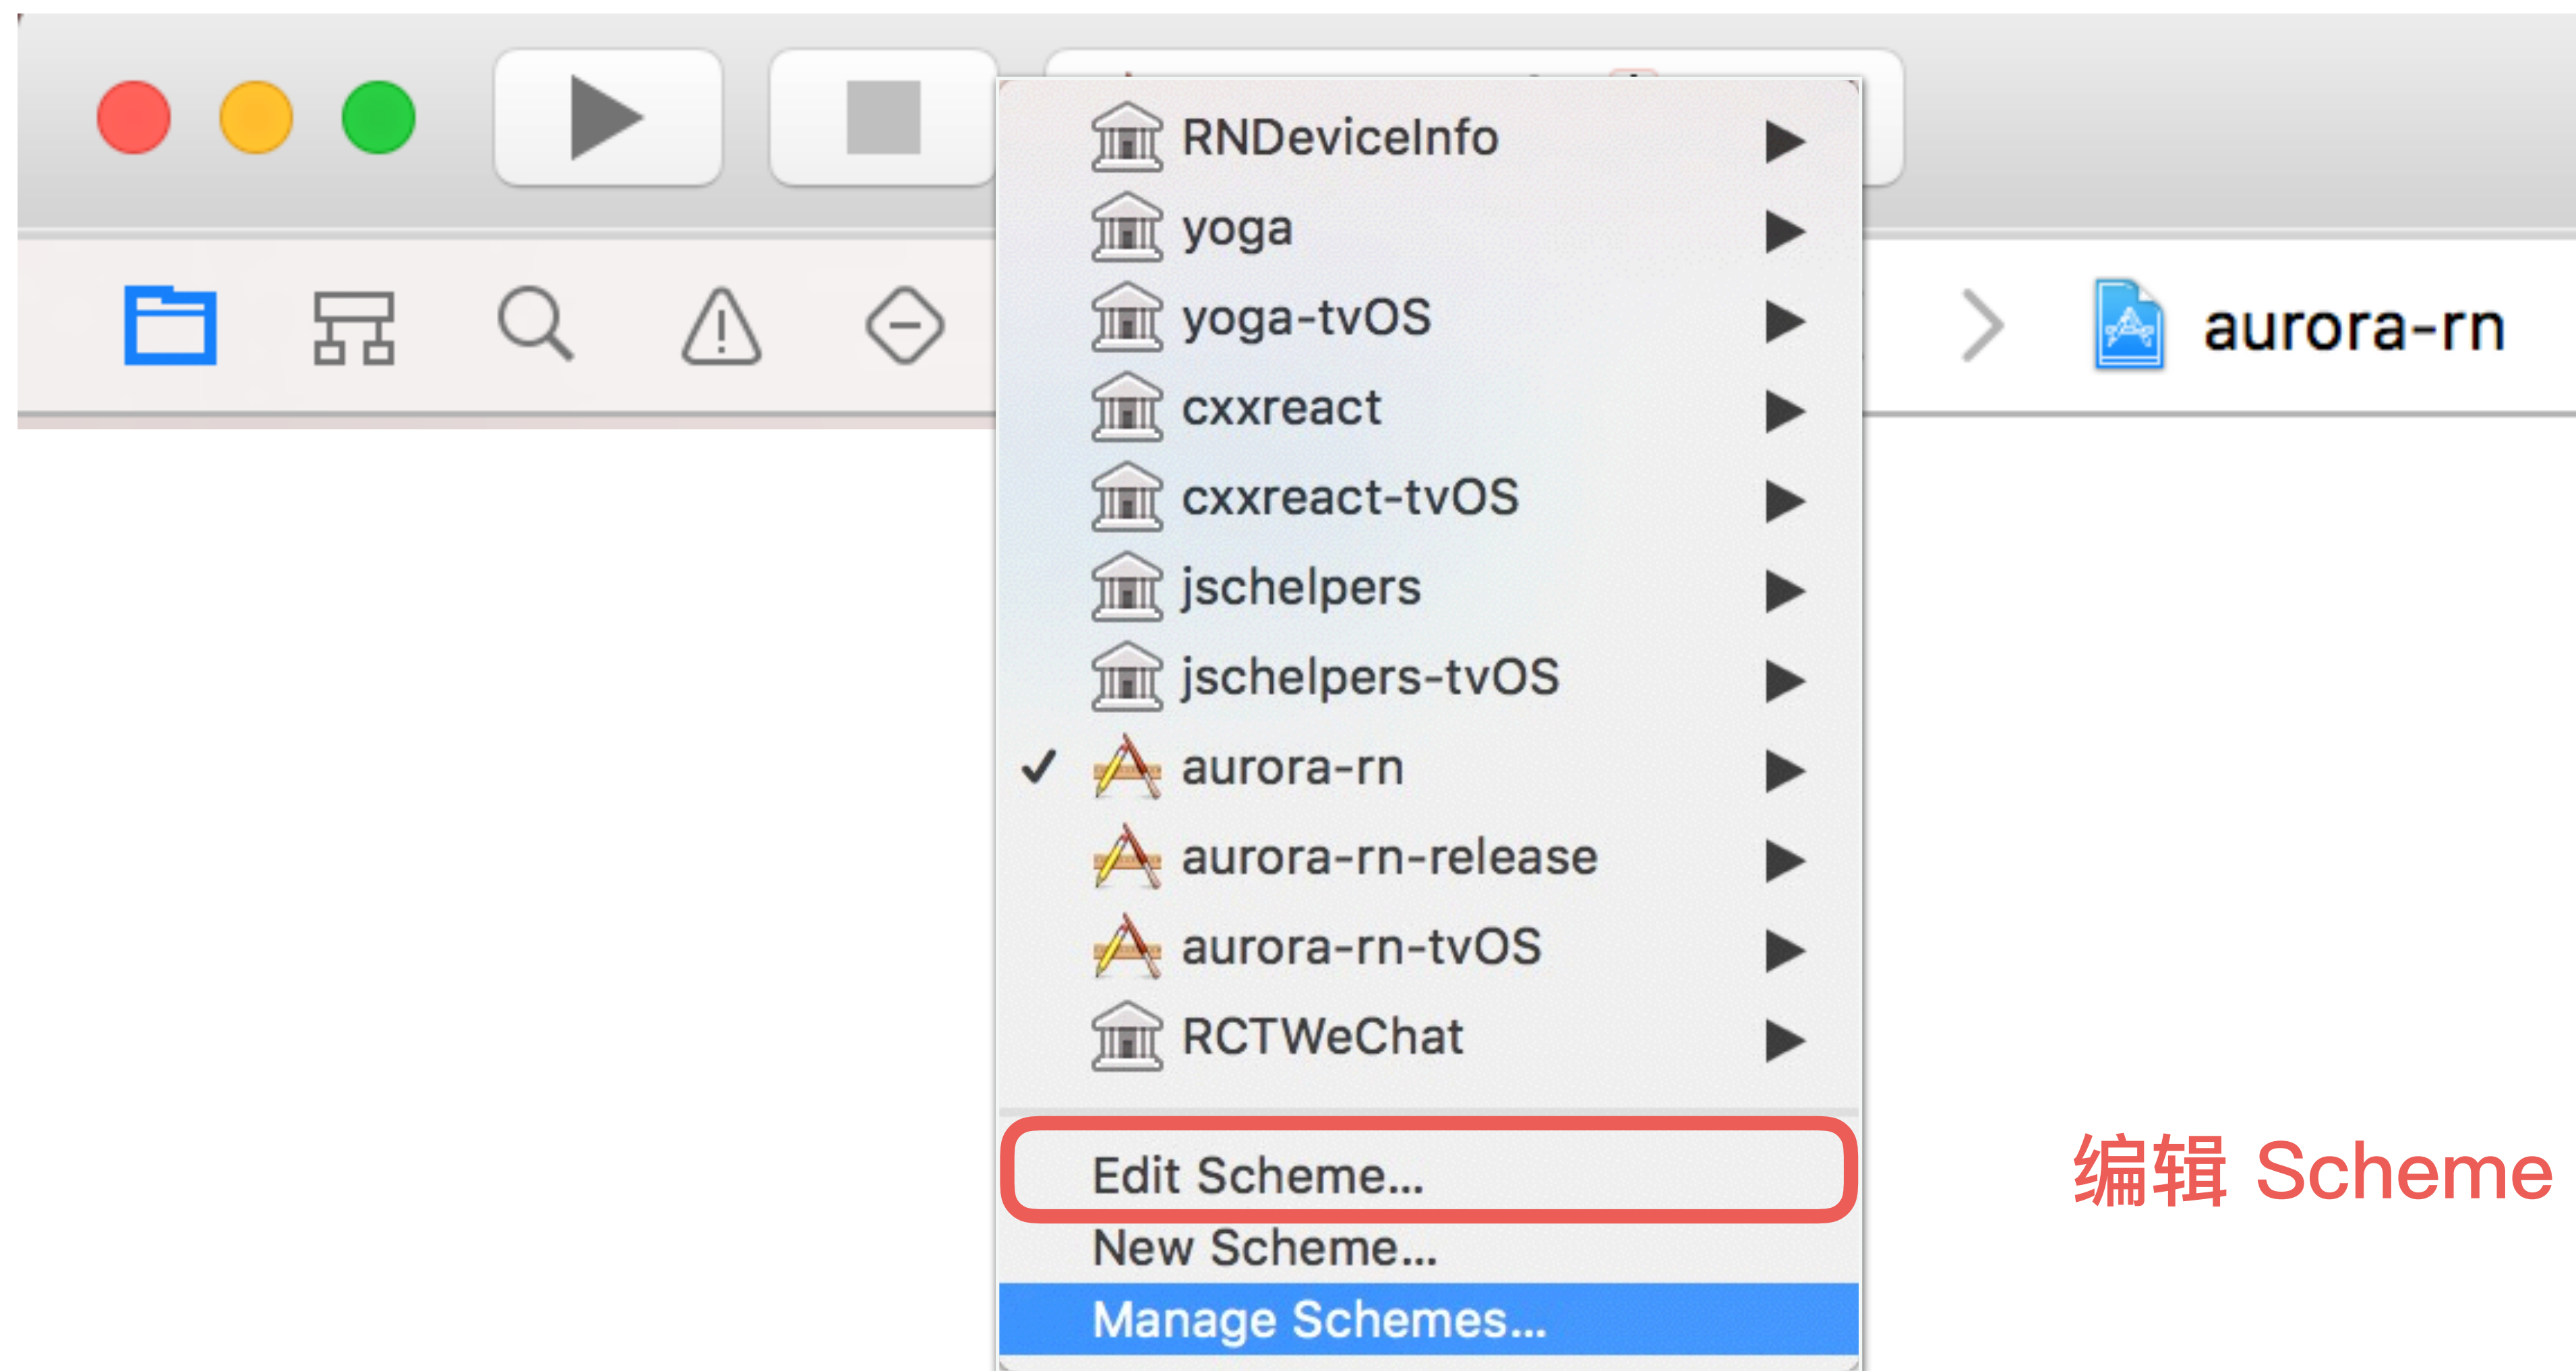 RNDeviceInfo
yoga
yoga-tvOS
aurora-rn
cxxreact
cxxreact-tvOS
jschelpers
jschelpers-tvOS
aurora-rn
aurora-rn-release
aurora-rn-tvOS
RCTWeChat
Edit Scheme...
编辑 Scheme
New Scheme...
Manage Schemes...